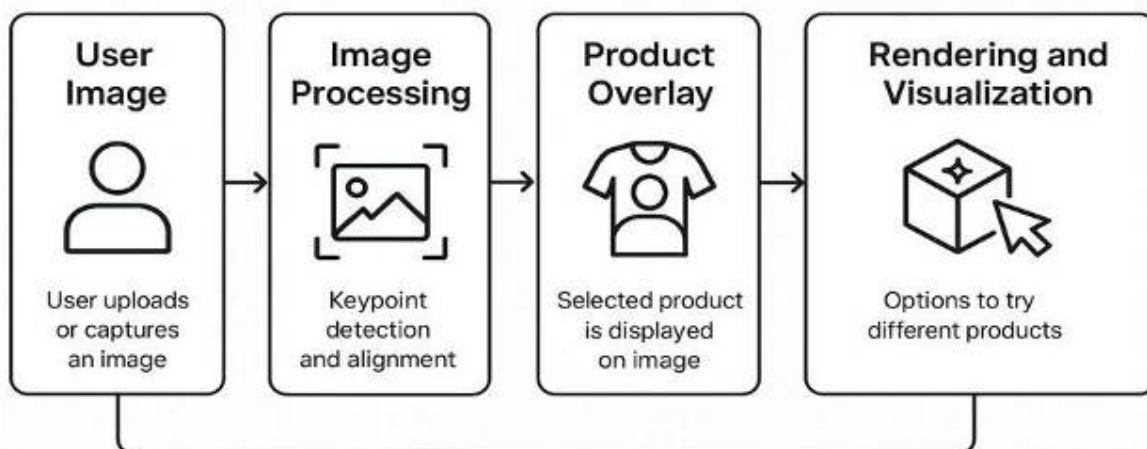 User
Image
User uploads
or captures
an image
Image
Processing
Keypoint
detection
and alignment
Product
Overlay
Selected product
is displayed
on image
Rendering and
Visualization
Options to try
different products